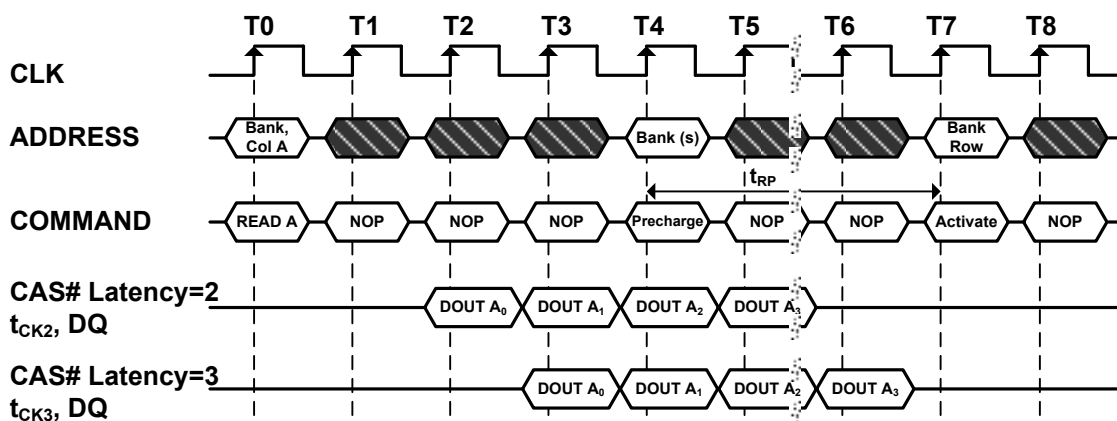 T0 T1 T2 T3 T4 T5 T6 T7 T8
CLK
ADDRESS Bank, Col A Bank (s) Bank Row
tRP
COMMAND READ A NOP NOP NOP Precharge NOP NOP Activate NOP
CAS# Latency=2
tCK2, DQ DOUT A0 DOUT A1 DOUT A2 DOUT A3
CAS# Latency=3
tCK3, DQ DOUT A0 DOUT A1 DOUT A2 DOUT A3